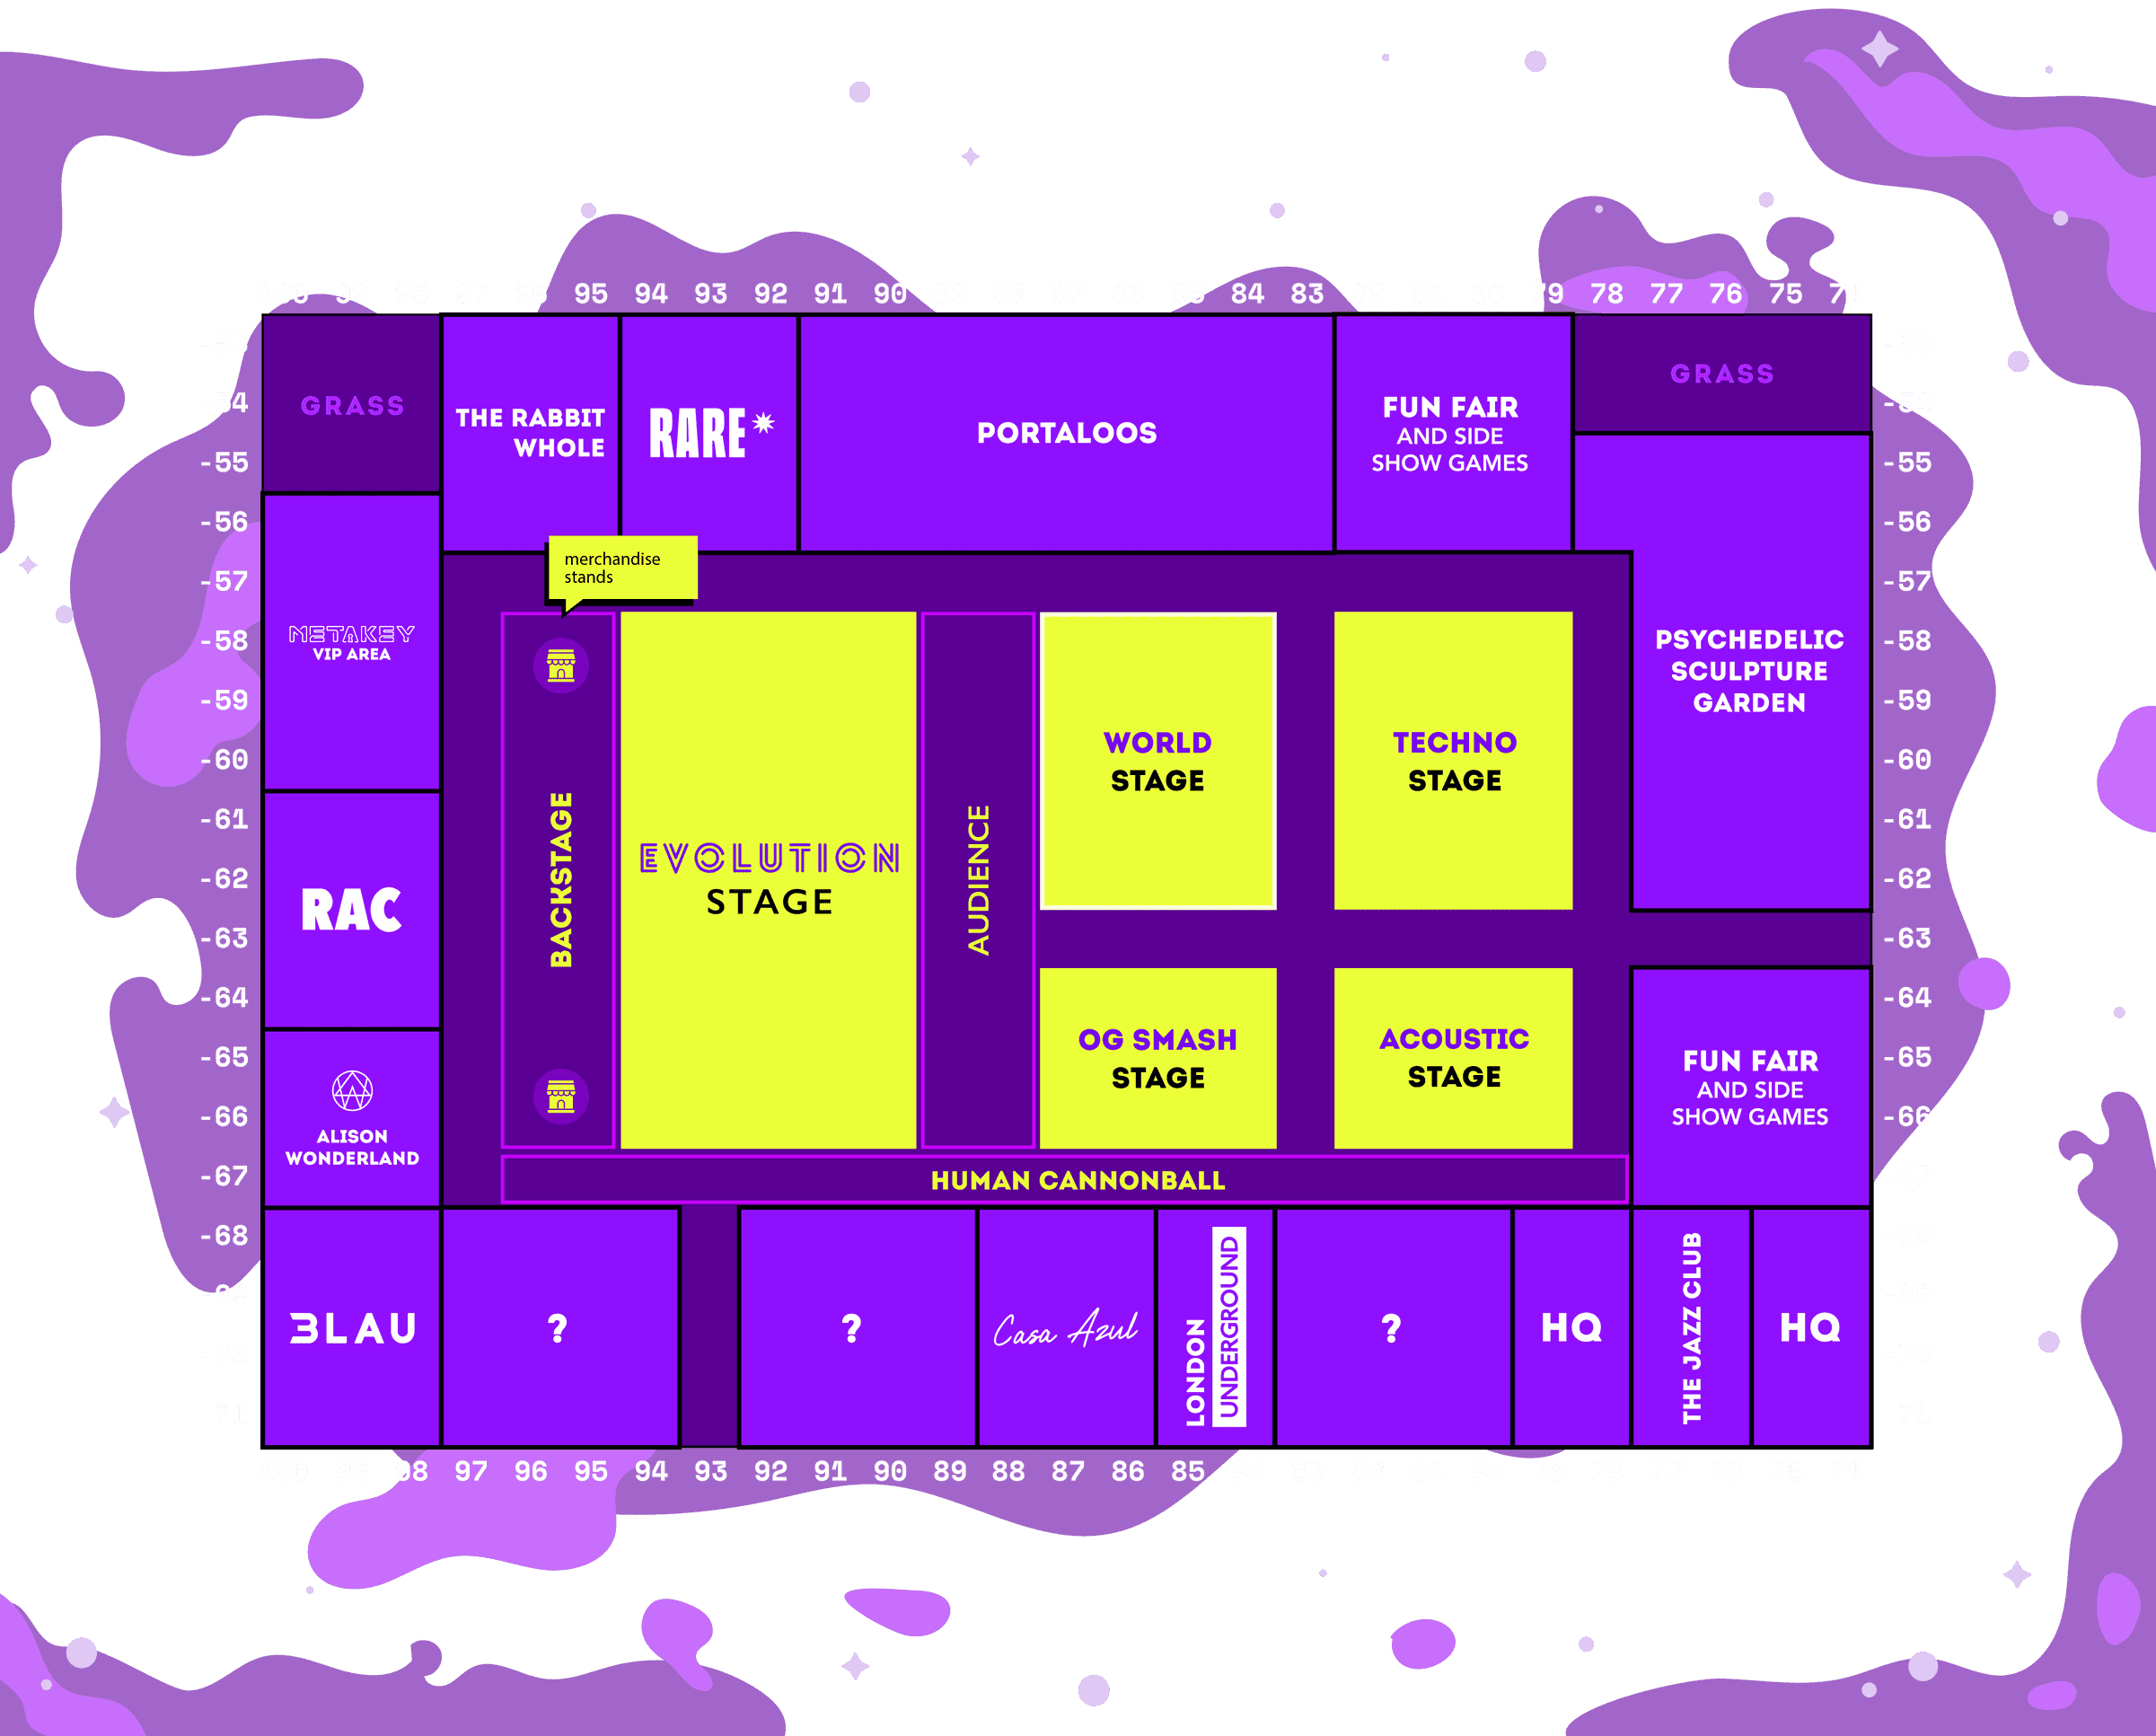 95 94 93 92 91 90 84 83 78 77 76 75
GRASS
THE RABBIT
WHOLE
RARE
PORTALOOS
FUN FAIR
AND SIDE
SHOW GAMES
GRASS
-55
-56
-57
-58
-59
-60
-61
-62
-63
-64
-65
-66
-67
-68
-55
-56
-57
-58
-59
-60
-61
-62
-63
-64
-65
-66
merchandise
stands
METAKEY
VIP AREA
RAC
ALISON
WONDERLAND
BACKSTAGE
EVOLUTION
STAGE
AUDIENCE
WORLD
STAGE
TECHNO
STAGE
OG SMASH
STAGE
ACOUSTIC
STAGE
PSYCHEDELIC
SCULPTURE
GARDEN
FUN FAIR
AND SIDE
SHOW GAMES
HUMAN CANNONBALL
3LAU
?
?
Casa Azul
LONDON
UNDERGROUND
?
HQ
THE JAZZ CLUB
HQ
98 97 96 95 94 93 92 91 90 89 88 87 86 85